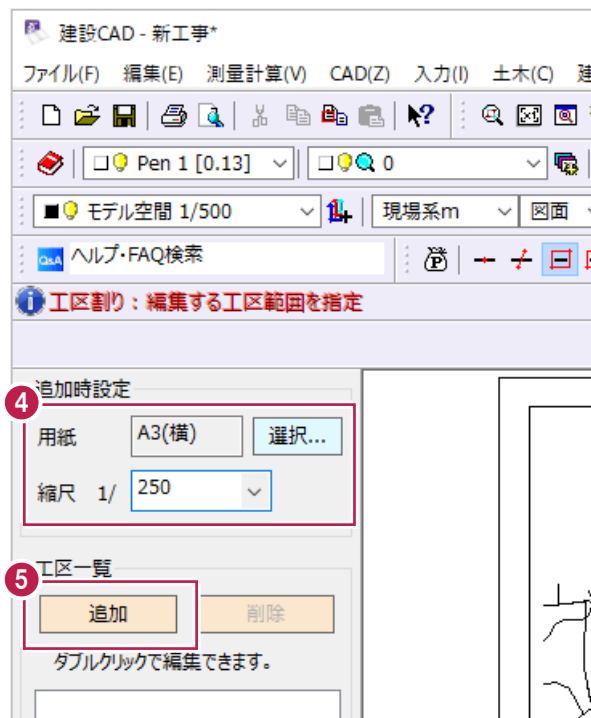 建設CAD - 新工事*
ファイル(F) 編集(E) 測量計算(V) CAD(Z) 入力(I) 土木(C) 建
Pen 1 [0.13] 0
モデル空間 1/500 現場系m 図面
Q&A ヘルプ・FAQ検索 P
工区割り：編集する工区範囲を指定
追加時設定
4
用紙 A3(横) 選択...
縮尺 1/ 250
工区一覧
5
追加 削除
ダブルクリックで編集できます。